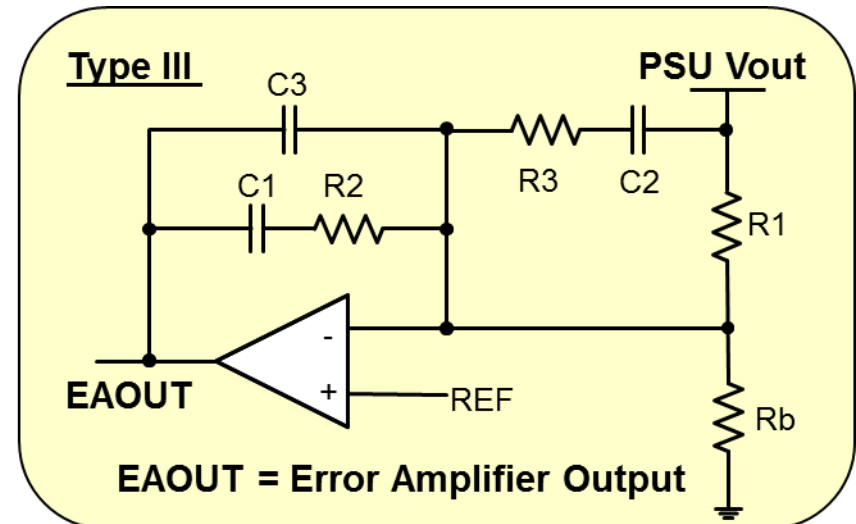 Type III
PSU Vout
C3
R3
C2
C1
R2
R1
-
+
REF
EAOUT
Rb
EAOUT = Error Amplifier Output